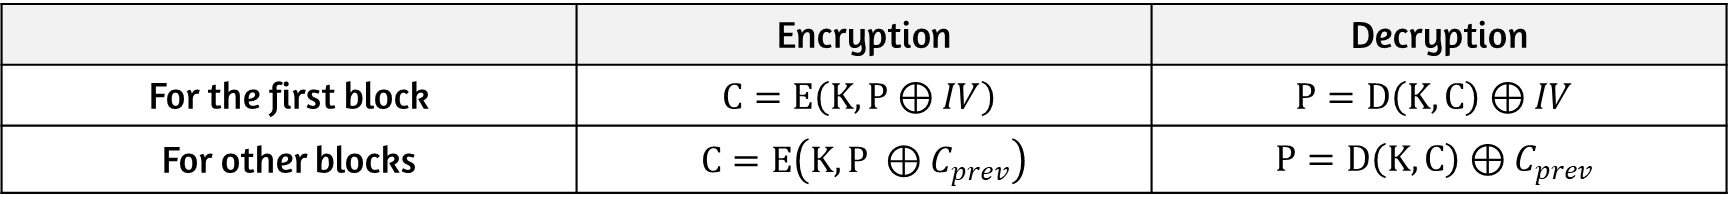 Encryption Decryption
For the first block C = E(K, P ⊕ IV) P = D(K, C) ⊕ IV
For other blocks C = E(K, P ⊕ C_prev) P = D(K, C) ⊕ C_prev